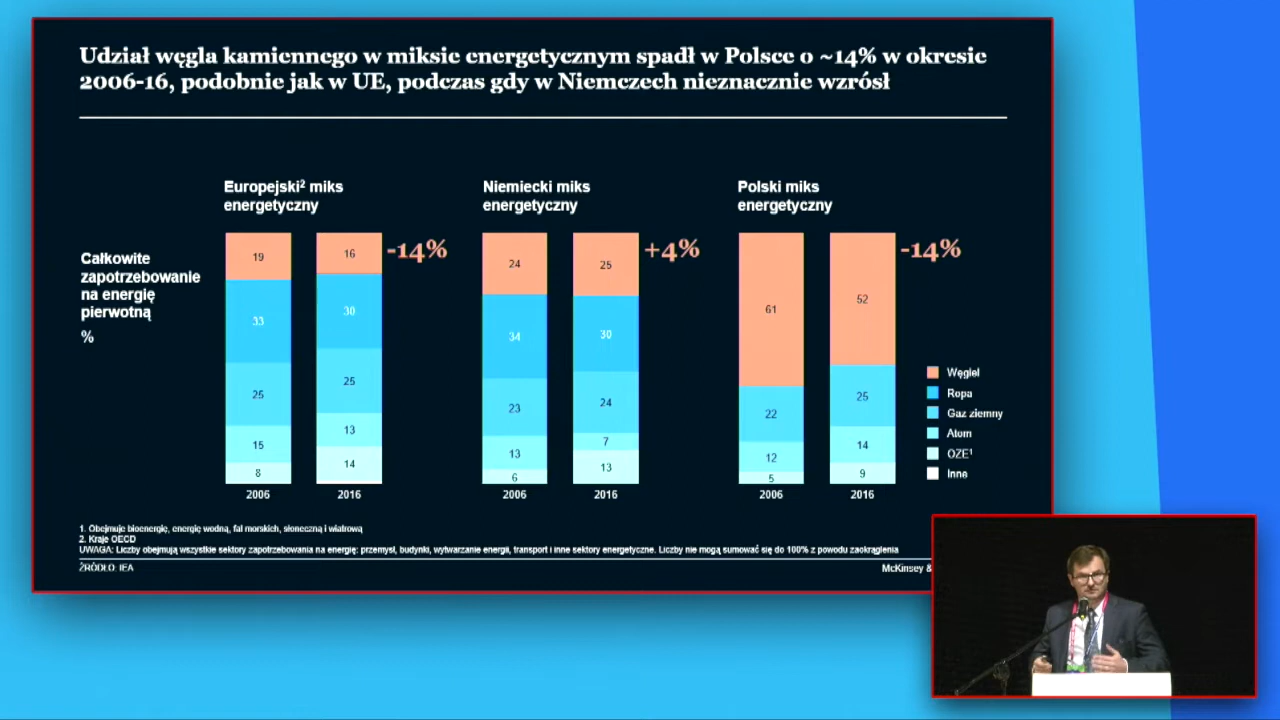 Udział węgla kamiennego w miksie energetycznym spadł w Polsce o ~14% w okresie
2006-16, podobnie jak w UE, podczas gdy w Niemczech nieznacznie wzrósł
Europejski² miks
energetyczny
Niemiecki miks
energetyczny
Polski miks
energetyczny
Całkowite
zapotrzebowanie
na energię
pierwotną
%
19
33
25
15
8
2006
16
30
25
13
14
2016
-14%
24
34
23
13
6
2006
25
30
24
7
13
2016
+4%
61
22
12
5
2006
52
25
14
9
2016
-14%
Węgiel
Ropa
Gaz ziemny
Atom
OZE¹
Inne
1. Obejmuje bioenergię, energię wodną, fal morskich, słoneczną i wiatrową
2. Kraje OECD
UWAGA: Liczby obejmują wszystkie sektory zapotrzebowania na energię: przemysł, budynki, wytwarzanie energii, transport i inne sektory energetyczne. Liczby nie mogą sumować się do 100% z powodu zaokrąglenia
ŹRÓDŁO: IEA
McKinsey &